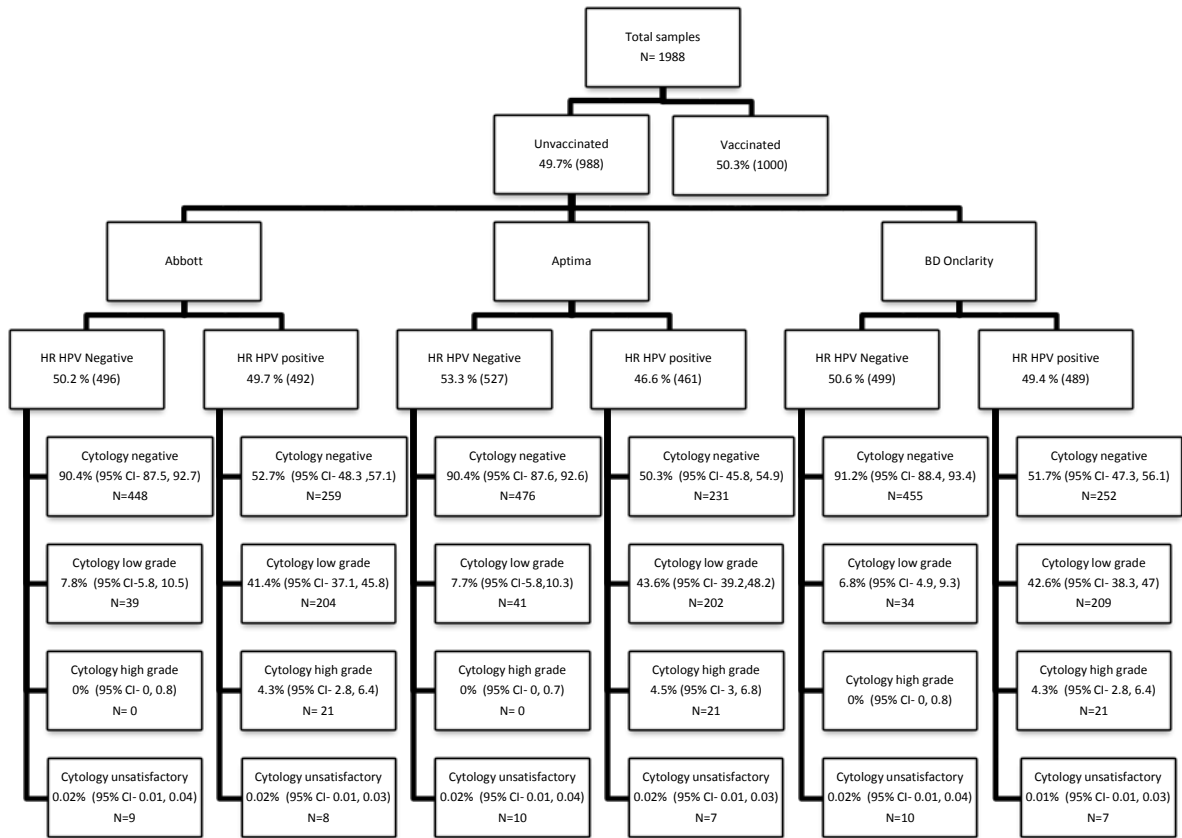 Total samples
N= 1988
Unvaccinated
49.7% (988)
Vaccinated
50.3% (1000)
Abbott
Aptima
BD Onclarity
HR HPV Negative
50.2 % (496)
HR HPV positive
49.7 % (492)
HR HPV Negative
53.3 % (527)
HR HPV positive
46.6 % (461)
HR HPV Negative
50.6 % (499)
HR HPV positive
49.4 % (489)
Cytology negative
90.4% (95% CI- 87.5, 92.7)
N=448
Cytology negative
52.7% (95% CI- 48.3 ,57.1)
N=259
Cytology negative
90.4% (95% CI- 87.6, 92.6)
N=476
Cytology negative
50.3% (95% CI- 45.8, 54.9)
N=231
Cytology negative
91.2% (95% CI- 88.4, 93.4)
N=455
Cytology negative
51.7% (95% CI- 47.3, 56.1)
N=252
Cytology low grade
7.8% (95% CI-5.8, 10.5)
N=39
Cytology low grade
41.4% (95% CI- 37.1, 45.8)
N=204
Cytology low grade
7.7% (95% CI-5.8,10.3)
N=41
Cytology low grade
43.6% (95% CI- 39.2,48.2)
N=202
Cytology low grade
6.8% (95% CI- 4.9, 9.3)
N=34
Cytology low grade
42.6% (95% CI- 38.3, 47)
N=209
Cytology high grade
0% (95% CI- 0, 0.8)
N= 0
Cytology high grade
4.3% (95% CI- 2.8, 6.4)
N= 21
Cytology high grade
0% (95% CI- 0, 0.7)
N= 0
Cytology high grade
4.5% (95% CI- 3, 6.8)
N=21
Cytology high grade
0% (95% CI- 0, 0.8)
Cytology high grade
4.3% (95% CI- 2.8, 6.4)
N=21
Cytology unsatisfactory
0.02% (95% CI- 0.01, 0.04)
N=9
Cytology unsatisfactory
0.02% (95% CI- 0.01, 0.03)
N=8
Cytology unsatisfactory
0.02% (95% CI- 0.01, 0.04)
N=10
Cytology unsatisfactory
0.02% (95% CI- 0.01, 0.03)
N=7
Cytology unsatisfactory
0.02% (95% CI- 0.01, 0.04)
N=10
Cytology unsatisfactory
0.01% (95% CI- 0.01, 0.03)
N=7